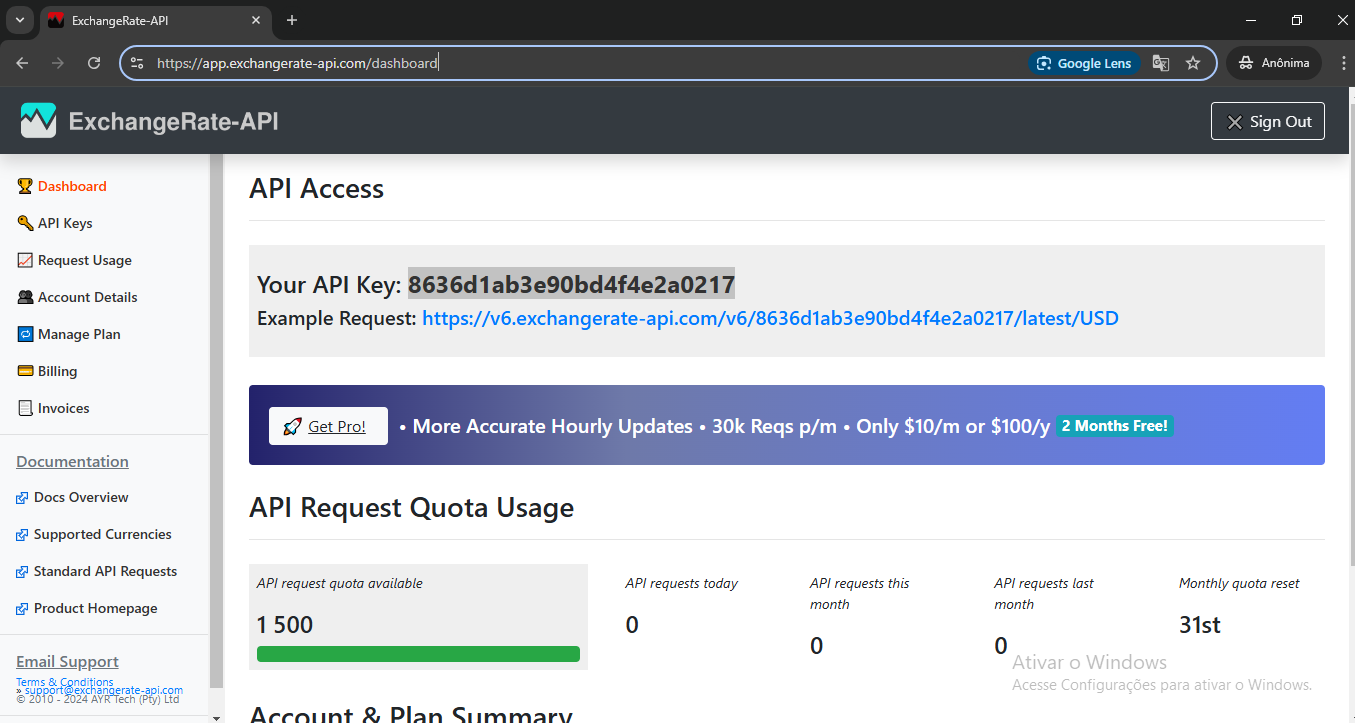 ExchangeRate-API
https://app.exchangerate-api.com/dashboard
Google Lens
Anônima
ExchangeRate-API
Sign Out
Dashboard
API Keys
Request Usage
Account Details
Manage Plan
Billing
Invoices
Documentation
Docs Overview
Supported Currencies
Standard API Requests
Product Homepage
Email Support
Terms & Conditions
» support@exchangerate-api.com
© 2010 - 2024 AYR Tech (Pty) Ltd
API Access
Your API Key: 8636d1ab3e90bd4f4e2a0217
Example Request: https://v6.exchangerate-api.com/v6/8636d1ab3e90bd4f4e2a0217/latest/USD
Get Pro! • More Accurate Hourly Updates • 30k Reqs p/m • Only $10/m or $100/y 2 Months Free!
API Request Quota Usage
API request quota available
1 500
API requests today
0
API requests this
month
0
API requests last
month
0
Monthly quota reset
31st
Ativar o Windows
Acesse Configurações para ativar o Windows.
Account & Plan Summary